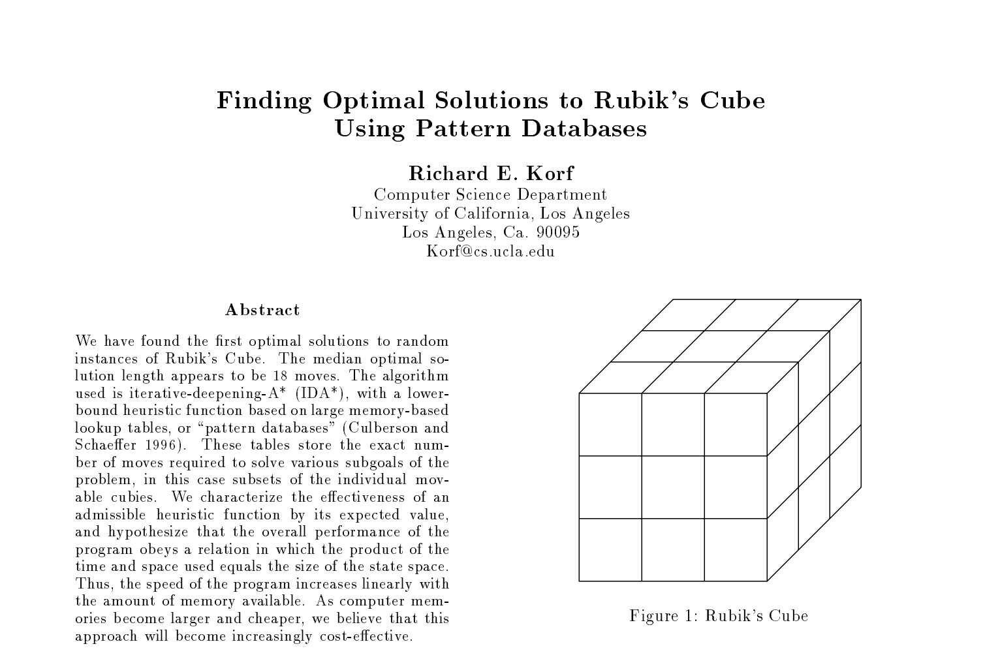 Finding Optimal Solutions to Rubik's Cube
Using Pattern Databases
Richard E. Korf
Computer Science Department
University of California, Los Angeles
Los Angeles, Ca. 90095
Korf@cs.ucla.edu
Abstract
We have found the first optimal solutions to random
instances of Rubik's Cube. The median optimal so-
lution length appears to be 18 moves. The algorithm
used is iterative-deepening-A* (IDA*), with a lower-
bound heuristic function based on large memory-based
lookup tables, or “pattern databases” (Culberson and
Schaeffer 1996). These tables store the exact num-
ber of moves required to solve various subgoals of the
problem, in this case subsets of the individual mov-
able cubies. We characterize the effectiveness of an
admissible heuristic function by its expected value,
and hypothesize that the overall performance of the
program obeys a relation in which the product of the
time and space used equals the size of the state space.
Thus, the speed of the program increases linearly with
the amount of memory available. As computer mem-
ories become larger and cheaper, we believe that this
approach will become increasingly cost-effective.
Figure 1: Rubik's Cube